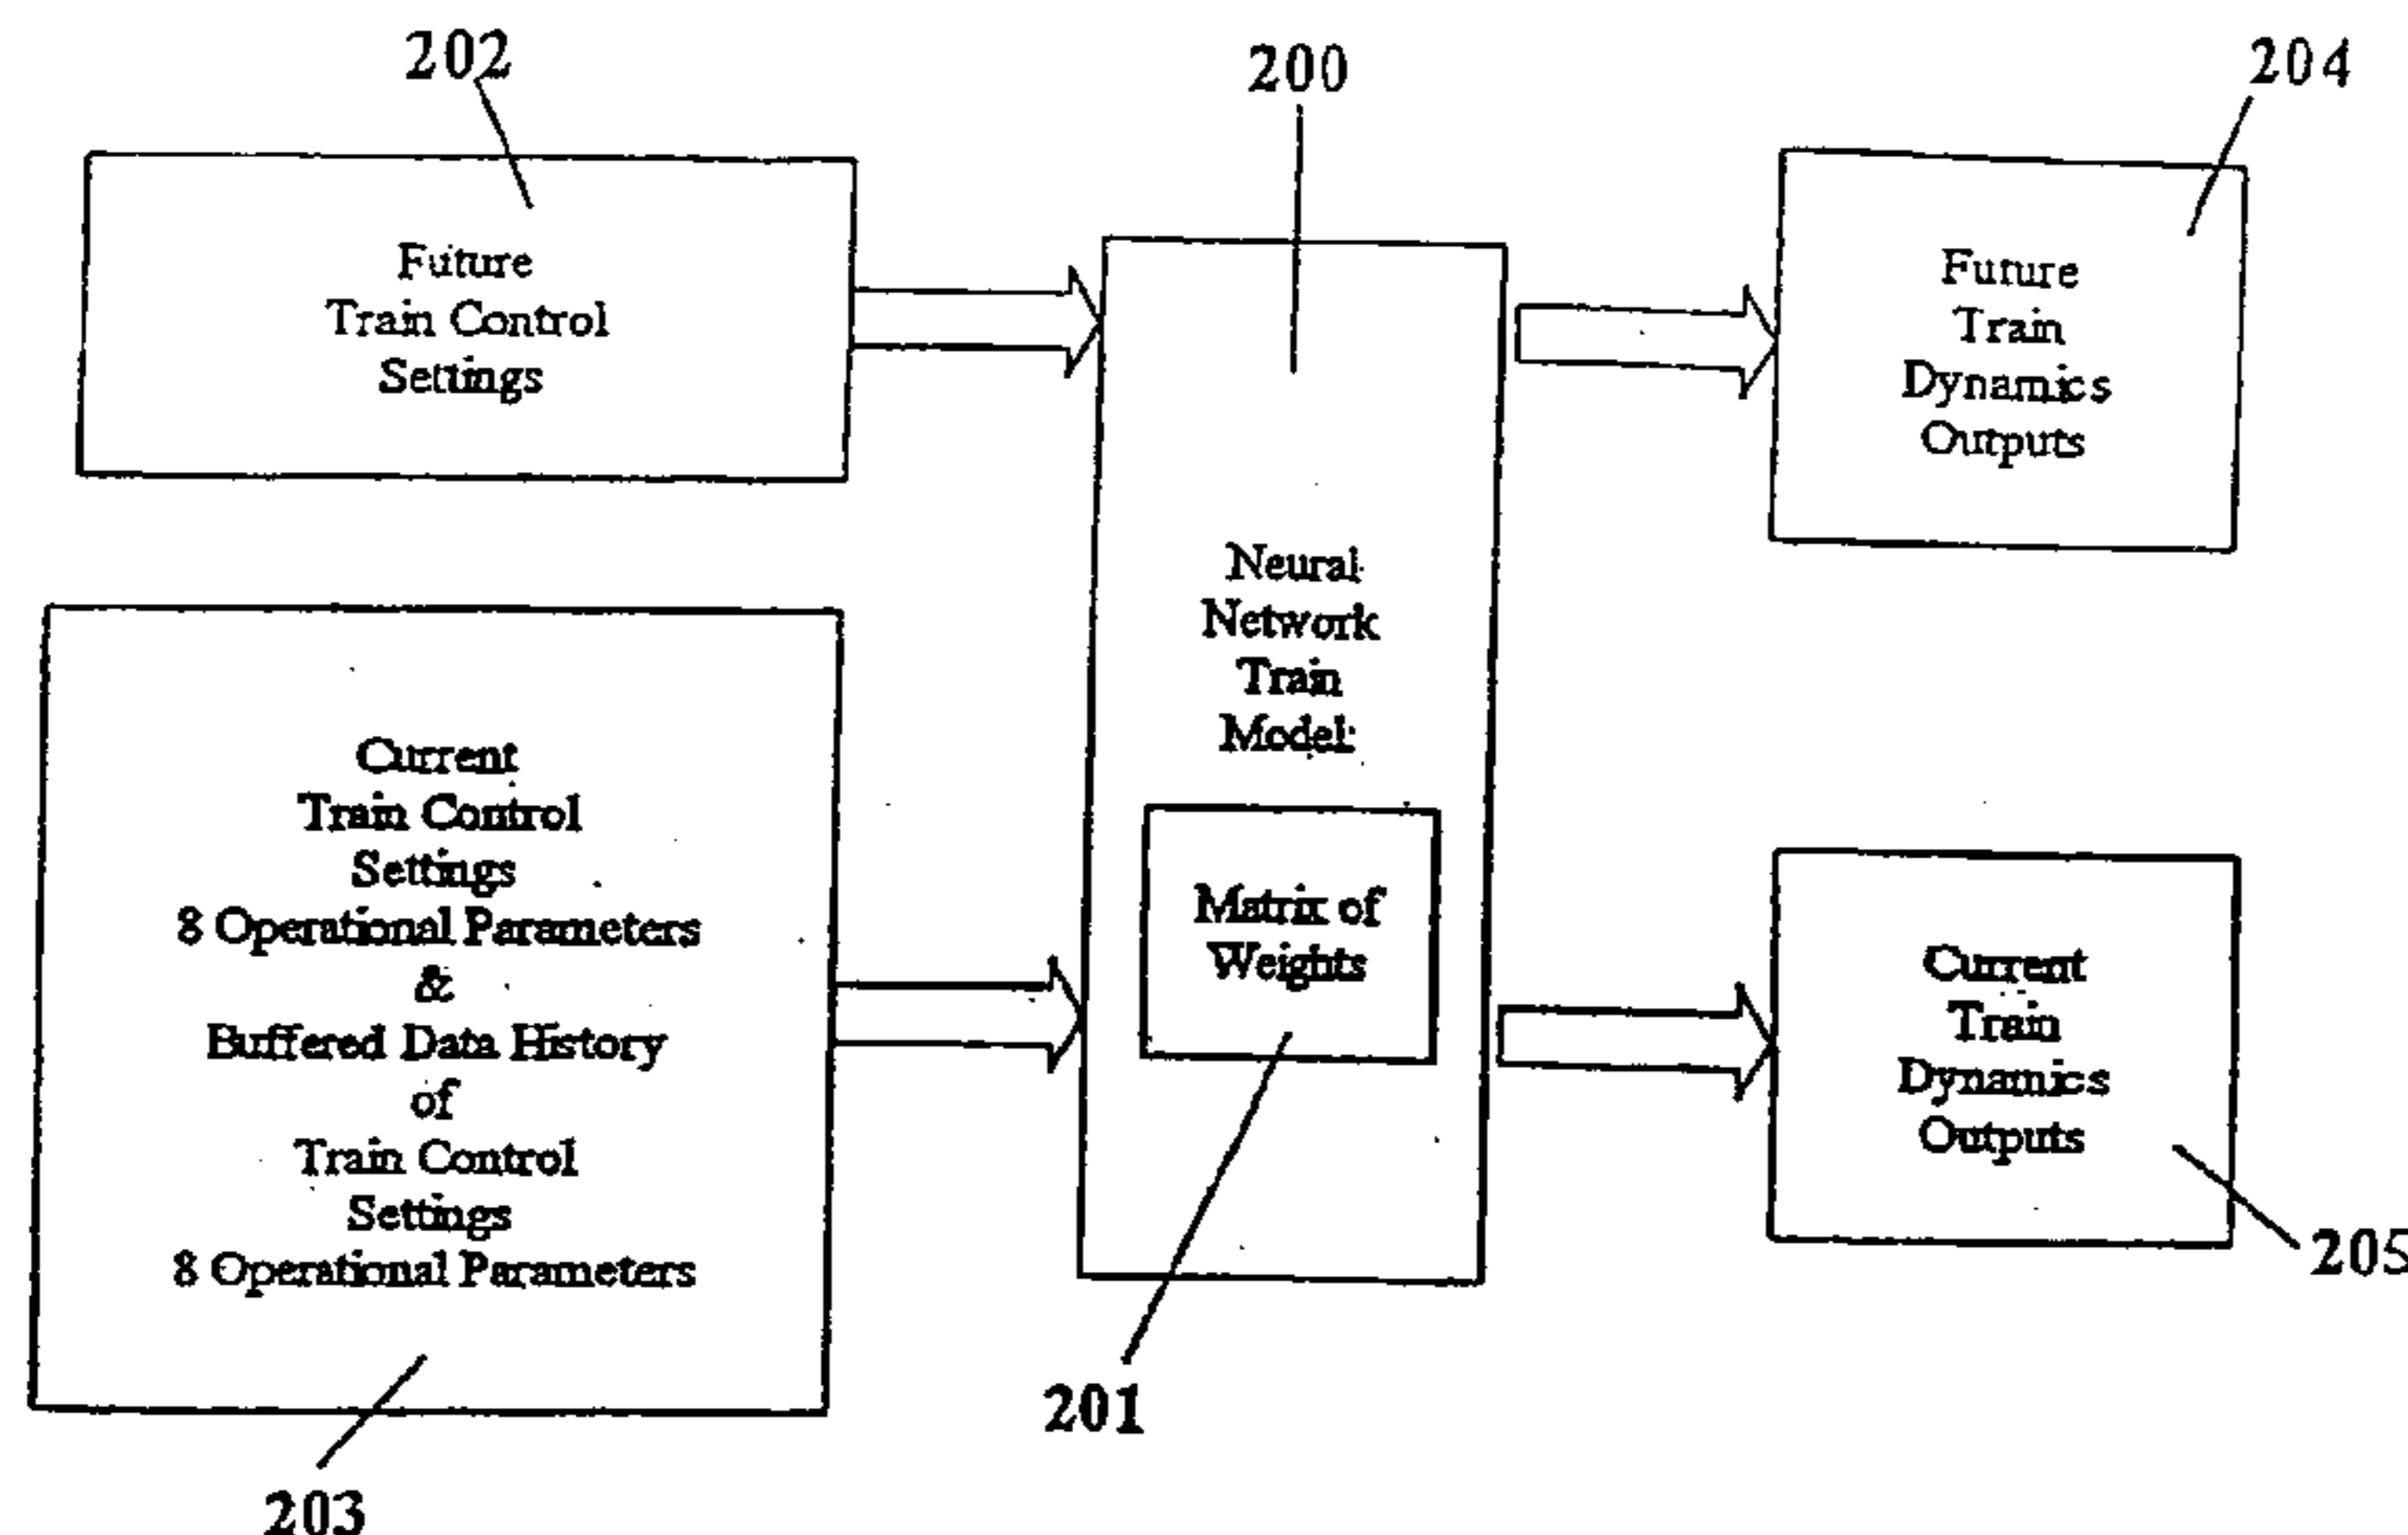 202
200
204
Future
Train Control
Settings
Future
Train
Dynamics
Outputs
Neural
Network
Train
Model:
Matrix of
Weights
Current
Train Control
Settings
8 Operational Parameters
&
Buffered Data History
of
Train Control
Settings
8 Operational Parameters
Current
Train
Dynamics
Outputs
205
201
203